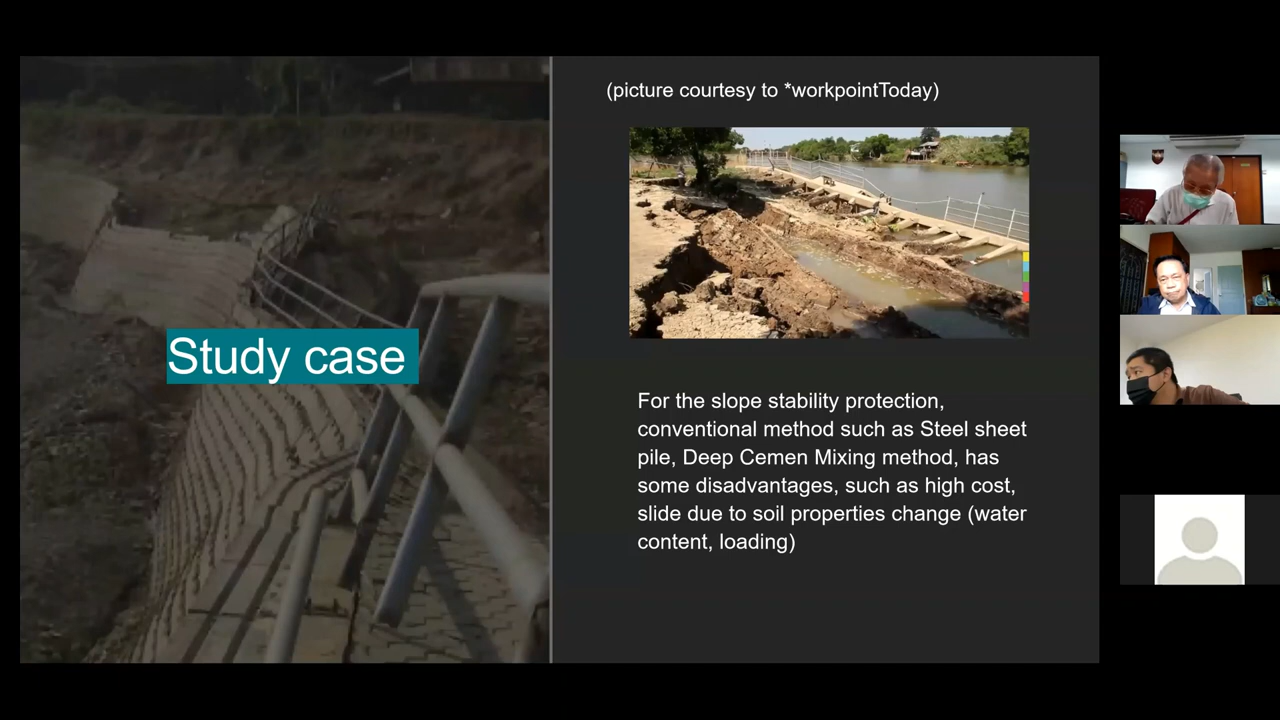 (picture courtesy to *workpointToday)
Study case
For the slope stability protection,
conventional method such as Steel sheet
pile, Deep Cemen Mixing method, has
some disadvantages, such as high cost,
slide due to soil properties change (water
content, loading)